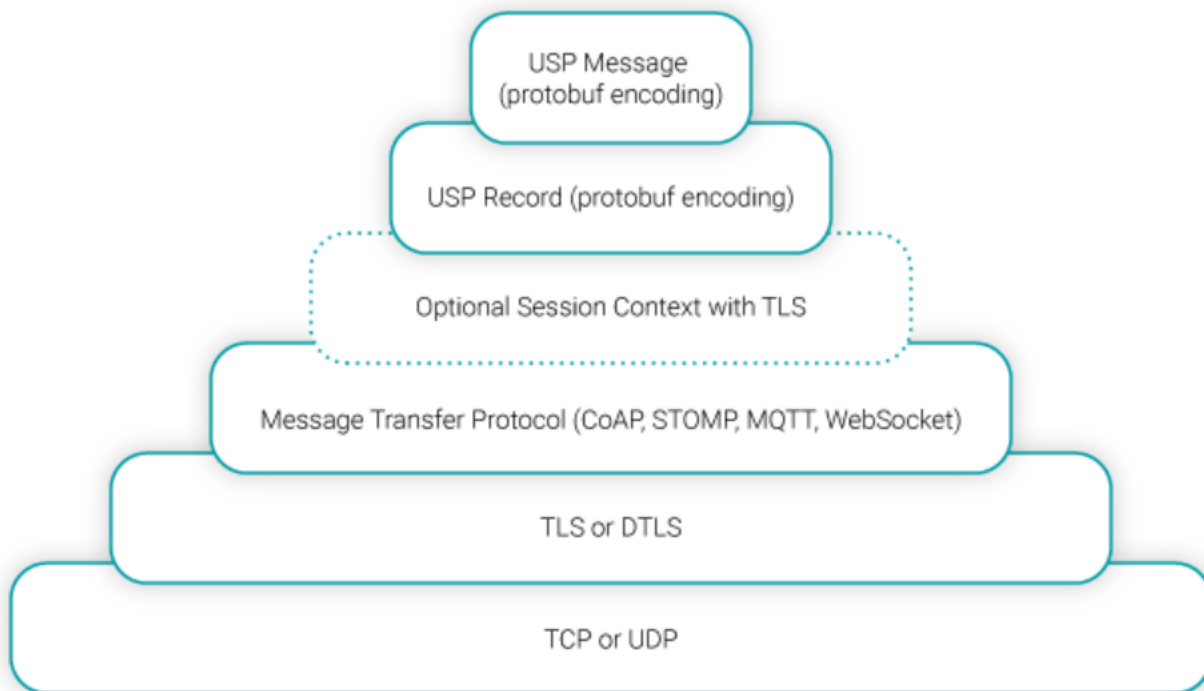 USP Message
(protobuf encoding)
USP Record (protobuf encoding)
Optional Session Context with TLS
Message Transfer Protocol (CoAP, STOMP, MQTT, WebSocket)
TLS or DTLS
TCP or UDP